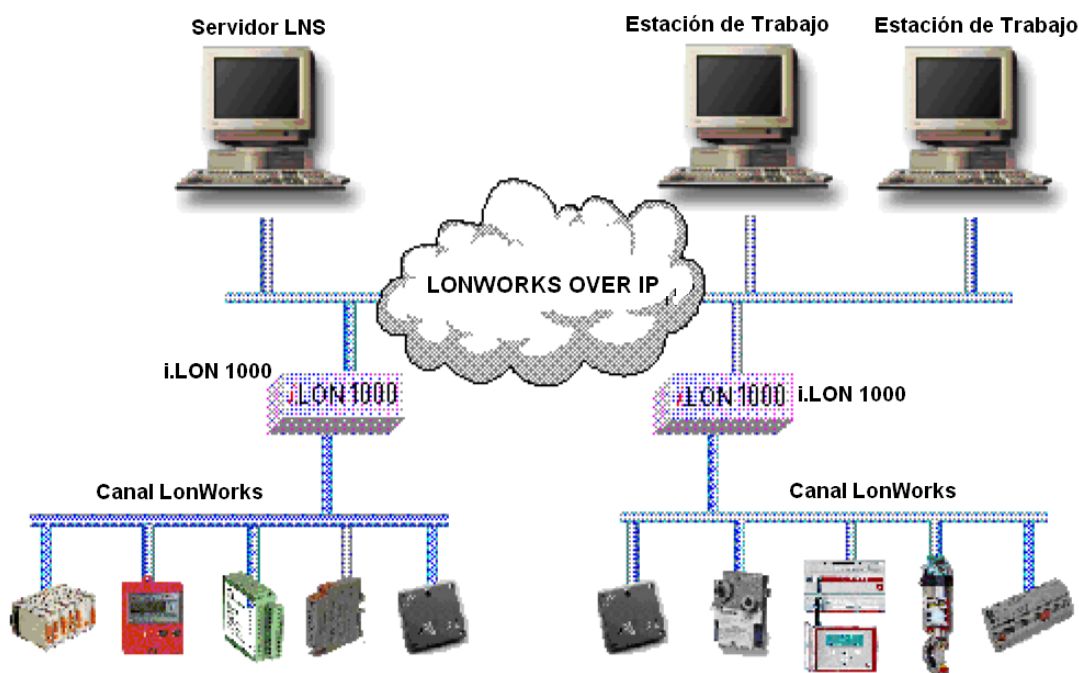 Servidor LNS
Estación de Trabajo
Estación de Trabajo
LONWORKS OVER IP
i.LON 1000
i.LON 1000
i.LON 1000
i.LON 1000
Canal LonWorks
Canal LonWorks